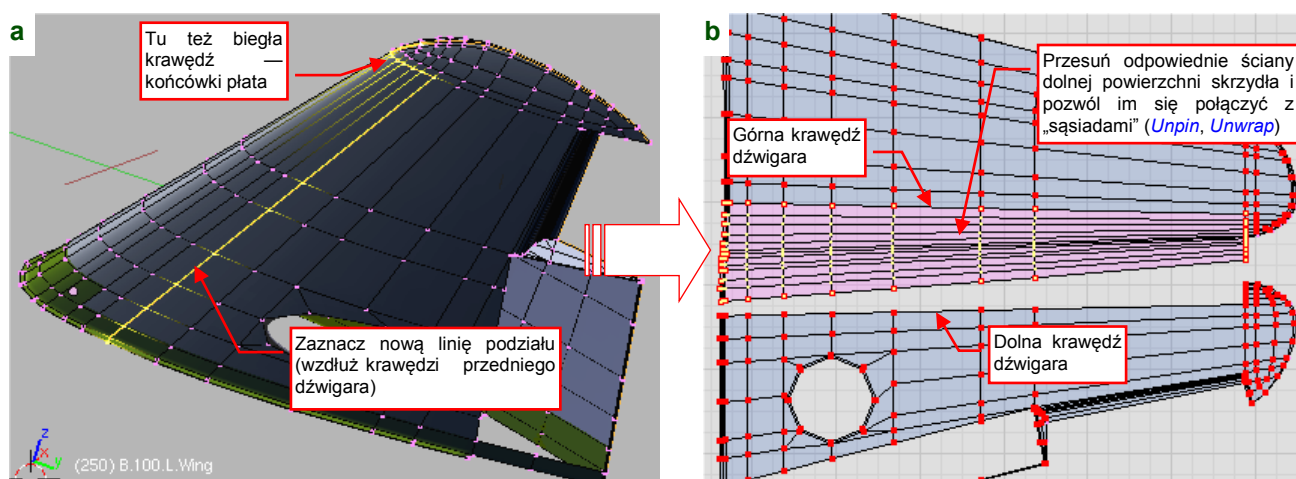 a
Tu też biegła
krawędź —
końcówki płata
Zaznacz nową linię podziału
(wzdłuż krawędzi przedniego
dźwigara)
z
x
y
(250) B.100.L.Wing
b
Przesuń odpowiednie ściany
dolnej powierzchni skrzydła i
pozwól im się połączyć z
„sąsiadami” (Unpin, Unwrap)
Górna krawędź
dźwigara
Dolna krawędź
dźwigara